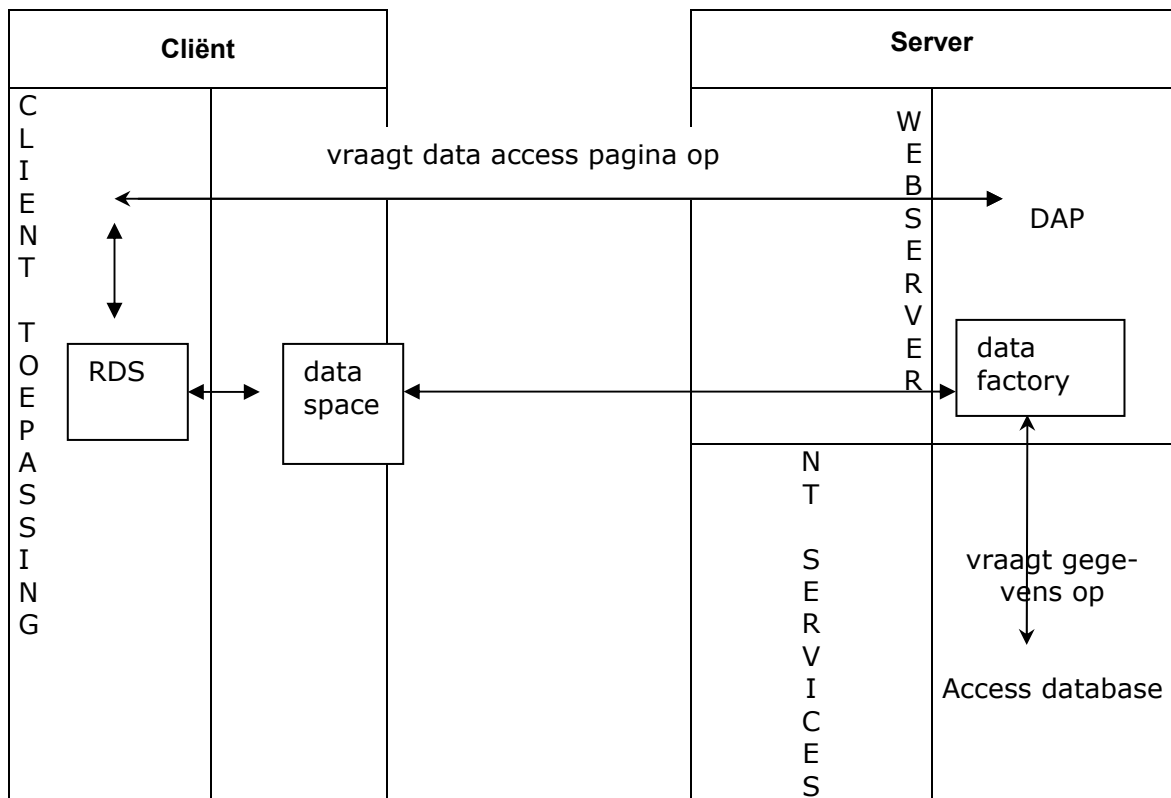 Cliënt
Server
CLIENT TOEPASSING
WEBSERVER
vraagt data access pagina op
DAP
RDS
data
space
data
factory
NT SERVICES
vraagt gege-
vens op
Access database